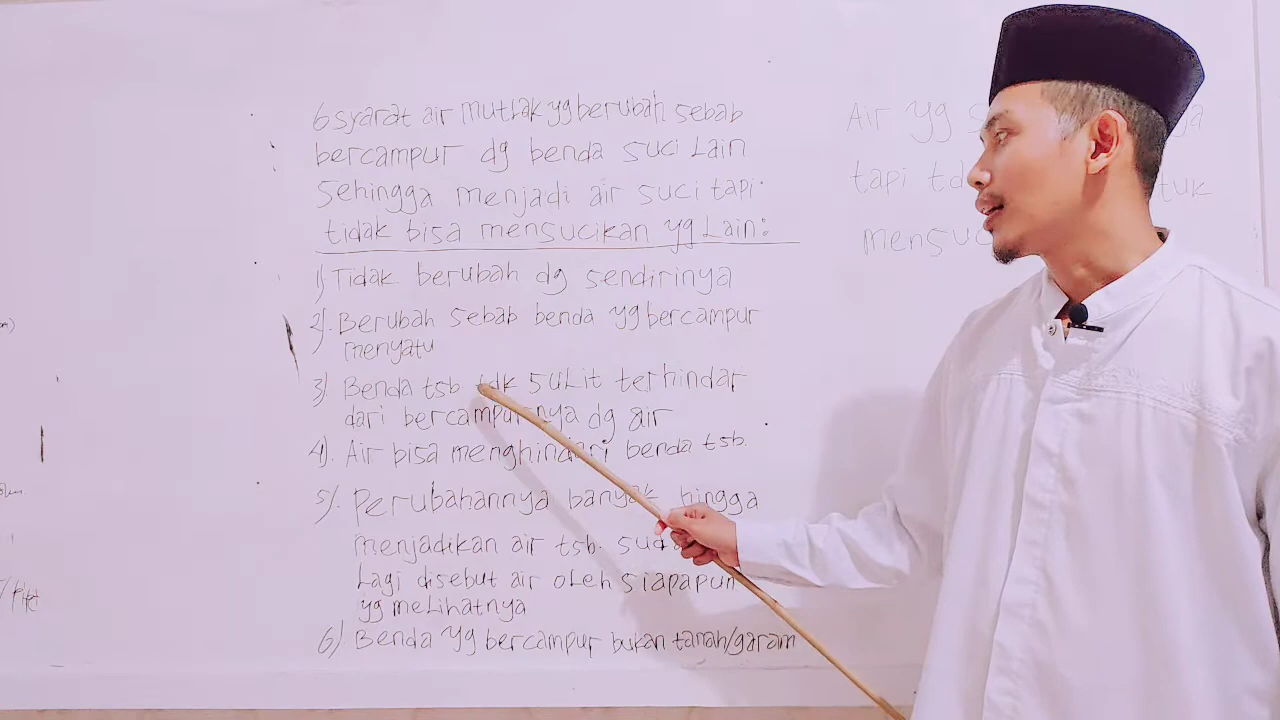 6 syarat air mutlak yg berubah sebab
bercampur dg benda suci Lain
Sehingga menjadi air suci tapi
tidak bisa mensucikan yg Lain:
1) Tidak berubah dg sendirinya
2). Berubah sebab benda yg bercampur
menyatu
3) Benda tsb tdk sulit terhindar
dari bercampurnya dg air
4). Air bisa menghindari benda tsb.
5). Perubahannya banyak hingga
menjadikan air tsb.
Lagi disebut air oleh siapapun
yg melihatnya
6) Benda yg bercampur bukan tanah/garam
Air yg
tapi